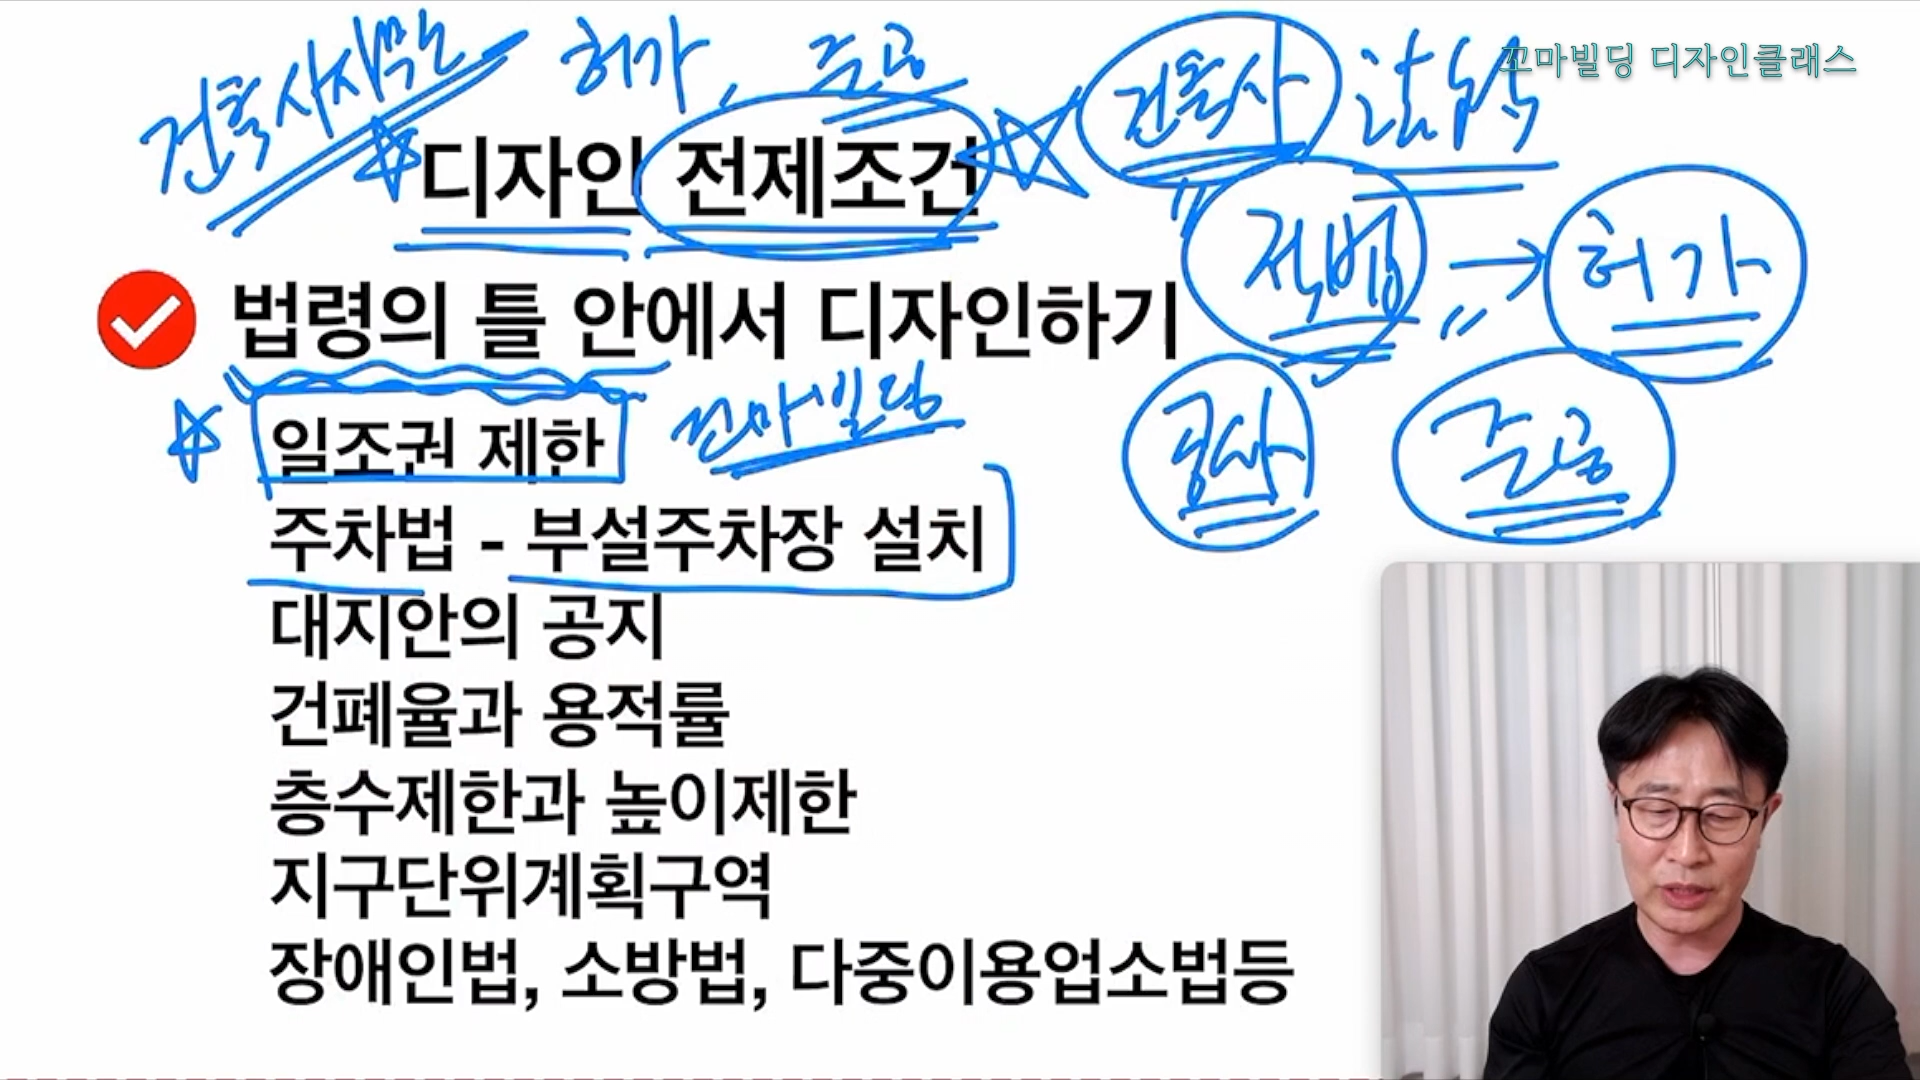 꼬마빌딩 디자인클래스
건축사사무소 허가, 준공 건축사
디자인 전제조건
적법 → 허가
법령의 틀 안에서 디자인하기
꼬마빌딩
공사 준공
일조권 제한
주차법 - 부설주차장 설치
대지안의 공지
건폐율과 용적률
층수제한과 높이제한
지구단위계획구역
장애인법, 소방법, 다중이용업소법등